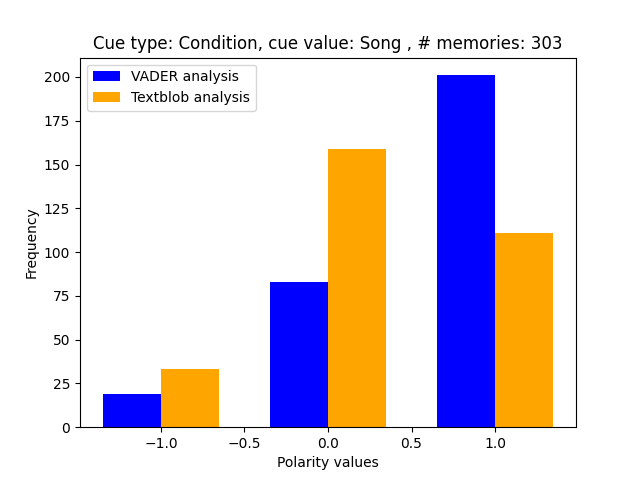 Cue type: Condition, cue value: Song , # memories: 303
VADER analysis
Textblob analysis
Frequency
200
175
150
125
100
75
50
25
0
−1.0 −0.5 0.0 0.5 1.0
Polarity values